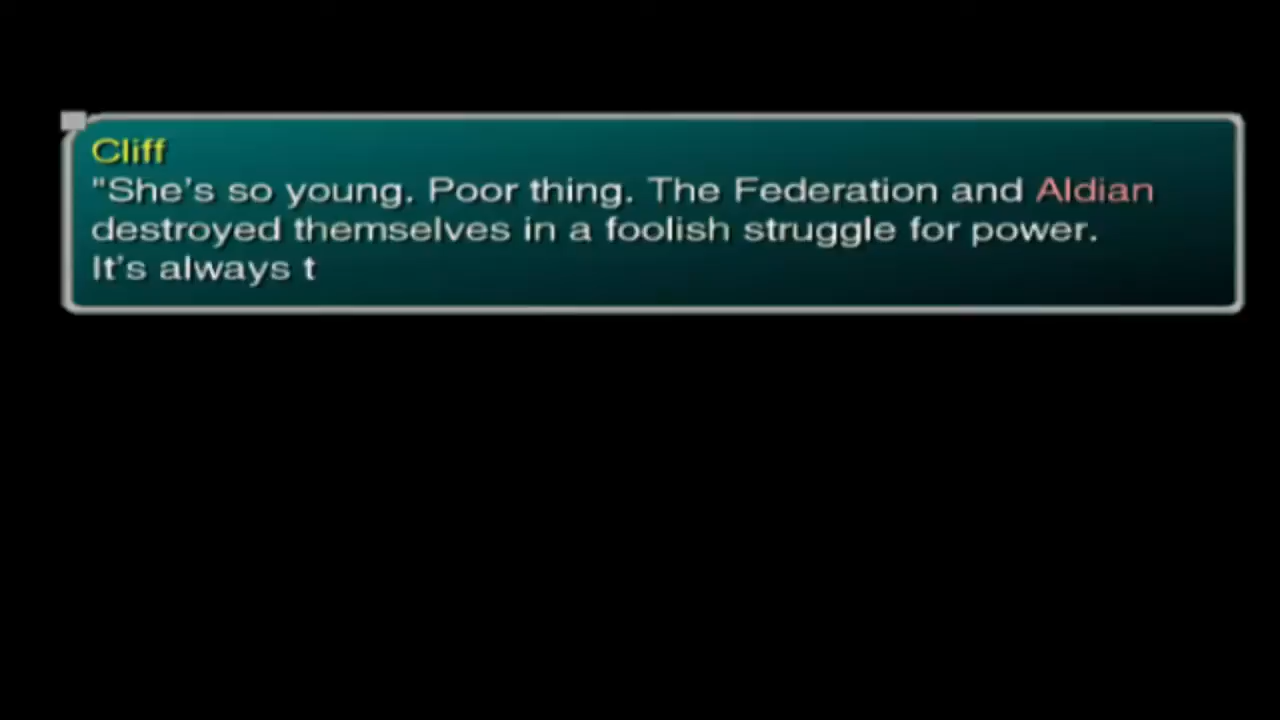 Cliff
"She's so young. Poor thing. The Federation and Aldian
destroyed themselves in a foolish struggle for power.
It's always t